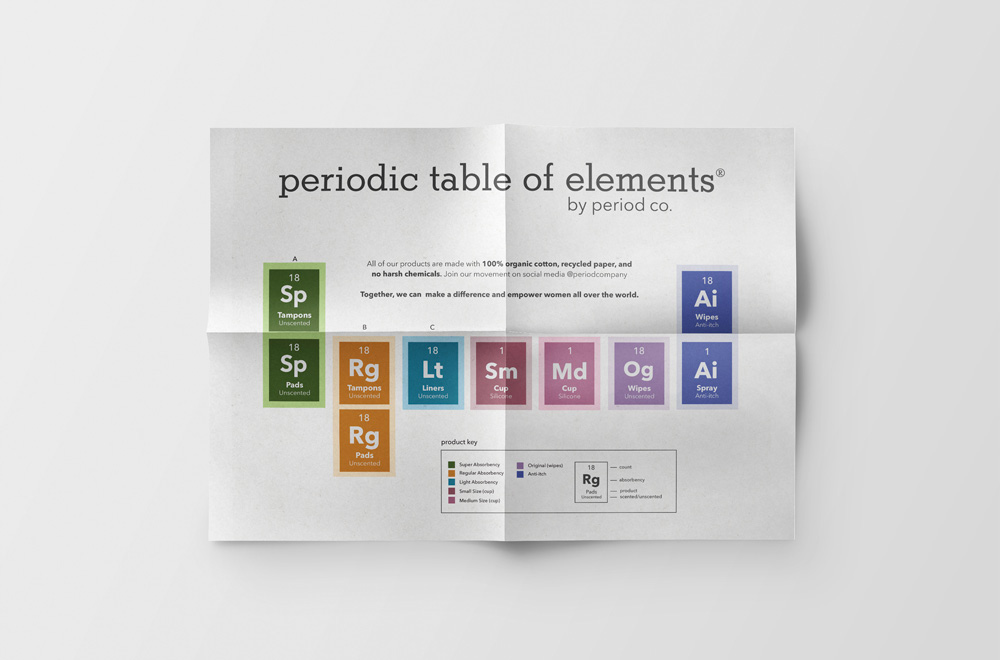 periodic table of elements®
by period co.
All of our products are made with 100% organic cotton, recycled paper, and
no harsh chemicals. Join our movement on social media @periodcompany
Together, we can make a difference and empower women all over the world.
A
18
Sp
Tampons
Unscented
18
Sp
Pads
Unscented
B
18
Rg
Tampons
Unscented
18
Rg
Pads
Unscented
C
18
Lt
Liners
Unscented
1
Sm
Cup
Silicone
1
Md
Cup
Silicone
18
Og
Wipes
Unscented
18
Ai
Wipes
Anti-itch
1
Ai
Spray
Anti-itch
product key
Super Absorbency
Regular Absorbency
Light Absorbency
Small Size (cup)
Medium Size (cup)
Original (wipes)
Anti-itch
18
Rg
Pads
Unscented
count
absorbency
product
scented/unscented